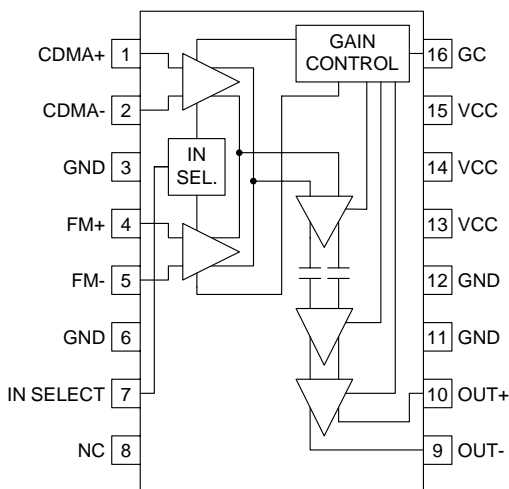 CDMA+ 1
CDMA- 2
GND 3
FM+ 4
FM- 5
GND 6
IN SELECT 7
NC 8
IN
SEL.
GAIN
CONTROL
16 GC
15 VCC
14 VCC
13 VCC
12 GND
11 GND
10 OUT+
9 OUT-